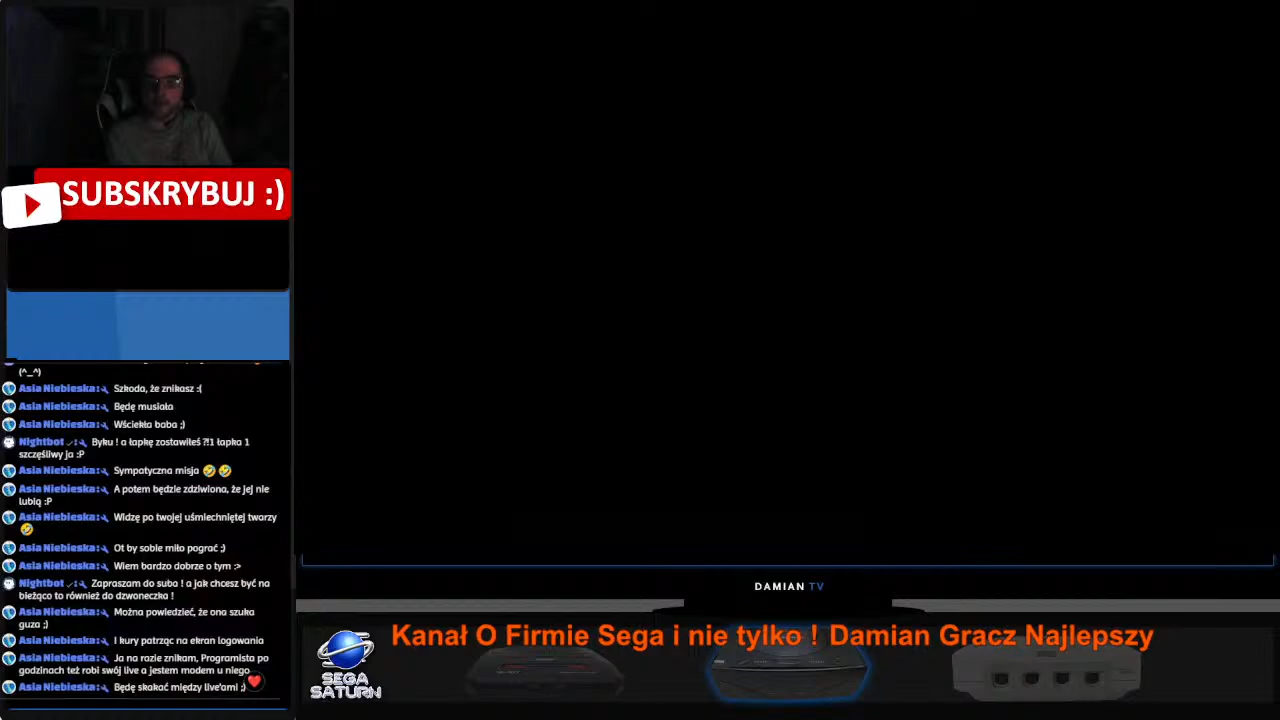 SUBSKRYBUJ :)
(^_^)
Asia Niebieska: Szkoda, że znikasz :(
Asia Niebieska: Będę musiała
Asia Niebieska: Wściekła baba ;)
Nightbot: Byku ! a łapkę zostawiłeś ?!1 łapka 1
szczęśliwy ja :P
Asia Niebieska: Sympatyczna misja 🤣 🤣
Asia Niebieska: A potem będzie zdziwiona, że jej nie
lubią :P
Asia Niebieska: Widzę po twojej uśmiechniętej twarzy
🤣
Asia Niebieska: Ot by sobie miło pograć ;)
Asia Niebieska: Wiem bardzo dobrze o tym :>
Nightbot: Zapraszam do suba ! a jak chcesz być na
bieżąco to również do dzwoneczka !
Asia Niebieska: Można powiedzieć, że ona szuka
guza ;)
Asia Niebieska: I kury patrząc na ekran logowania
Asia Niebieska: Ja na razie znikam, Programista po
godzinach też robi swój live a jestem modem u niego
Asia Niebieska: Będę skakać między live'ami ;)
DAMIAN TV
Kanał O Firmie Sega i nie tylko ! Damian Gracz Najlepszy
SEGA
SATURN